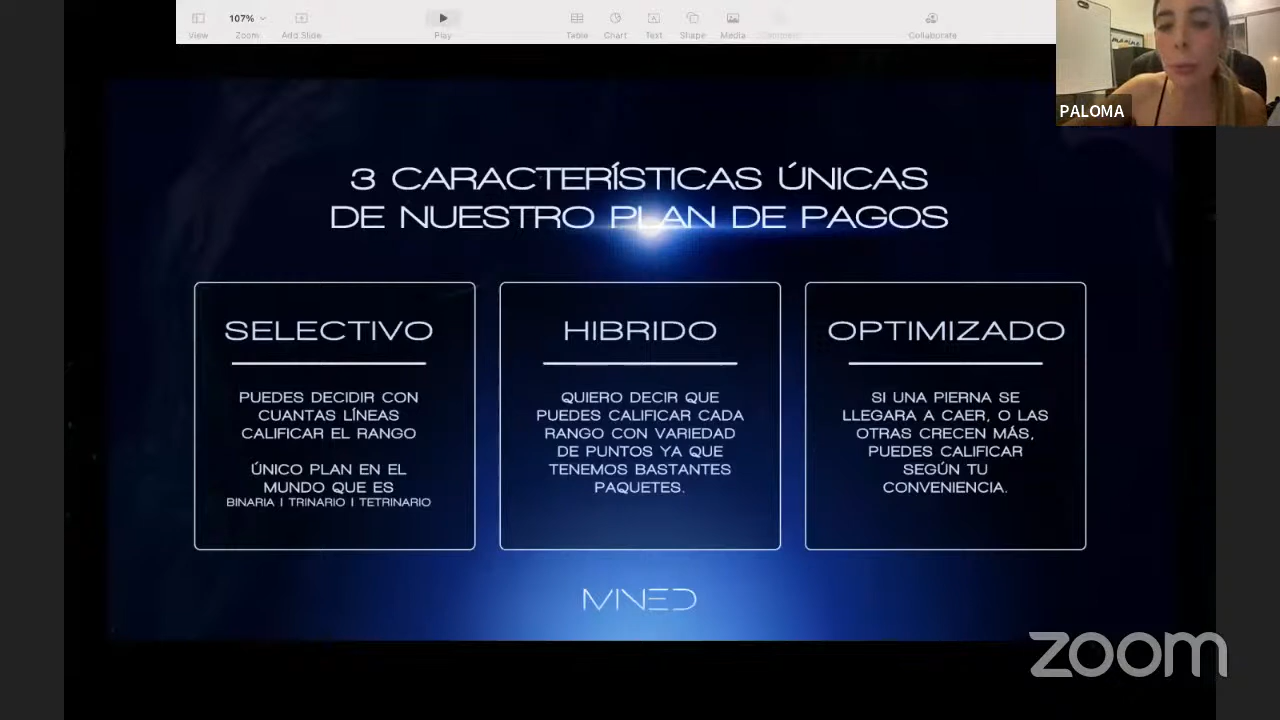 107%
View
Zoom
Add Slide
Play
Table
Chart
Text
Shape
Media
Collaborate
PALOMA
3 CARACTERÍSTICAS ÚNICAS
DE NUESTRO PLAN DE PAGOS
SELECTIVO
PUEDES DECIDIR CON
CUANTAS LÍNEAS
CALIFICAR EL RANGO
ÚNICO PLAN EN EL
MUNDO QUE ES
BINARIA | TRINARIO | TETRINARIO
HIBRIDO
QUIERO DECIR QUE
PUEDES CALIFICAR CADA
RANGO CON VARIEDAD
DE PUNTOS YA QUE
TENEMOS BASTANTES
PAQUETES.
OPTIMIZADO
SI UNA PIERNA SE
LLEGARA A CAER, O LAS
OTRAS CRECEN MÁS,
PUEDES CALIFICAR
SEGÚN TU
CONVENIENCIA.
MINED
zoom